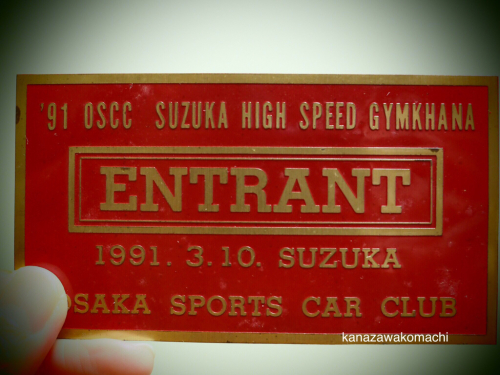 '91 OSCC SUZUKA HIGH SPEED GYMKHANA
ENTRANT
1991. 3.10. SUZUKA
OSAKA SPORTS CAR CLUB
kanazawakomachi